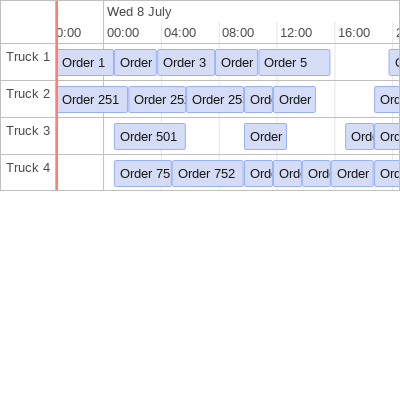 Wed 8 July
0:00 00:00 04:00 08:00 12:00 16:00
Truck 1 Order 1 Order Order 3 Order Order 5
Truck 2 Order 251 Order 25 Order 25 Ord Order Ord
Truck 3 Order 501 Order Ord Ord
Truck 4 Order 75 Order 752 Ord Ord Ord Order Ord